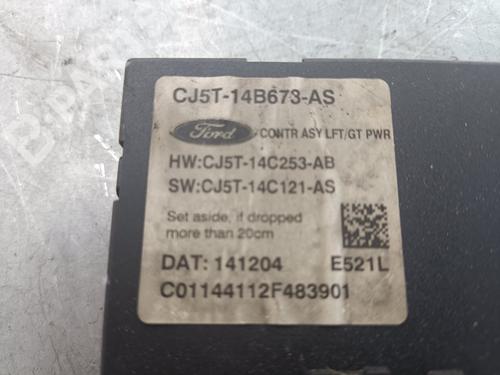 CJ5T-14B673-AS
Ford CONTR ASY LFT/GT PWR
HW:CJ5T-14C253-AB
SW:CJ5T-14C121-AS
Set aside, if dropped
more than 20cm
DAT: 141204 E521L
C01144112F483901